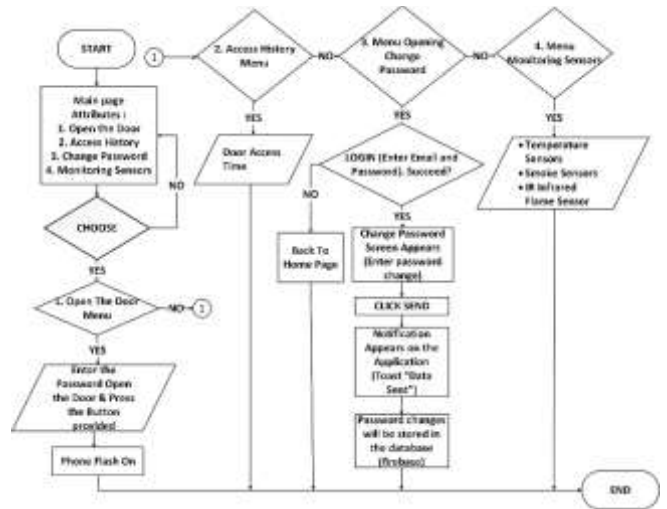 START
Main page
Attributes :
1. Open the Door
2. Access History
3. Change Password
4. Monitoring Sensors
NO
CHOOSE
YES
1. Open The Door
Menu
NO
1
YES
Enter the
Password Open
the Door & Press
the Button
provided
Phone Flash On
1
2. Access History
Menu
NO
YES
Door Access
Time
3. Menu Opening
Change
Password
NO
YES
LOGIN (Enter Email and
Password). Succeed?
NO
Back To
Home Page
YES
Change Password
Screen Appears
(Enter password
change)
CLICK SEND
Notification
Appears on the
Application
(Toast "Data
Sent")
Password changes
will be stored in
the database
(firebase)
4. Menu
Monitoring Sensors
YES
• Temperature
Sensors
• Smoke Sensors
• IR Infrared
Flame Sensor
END